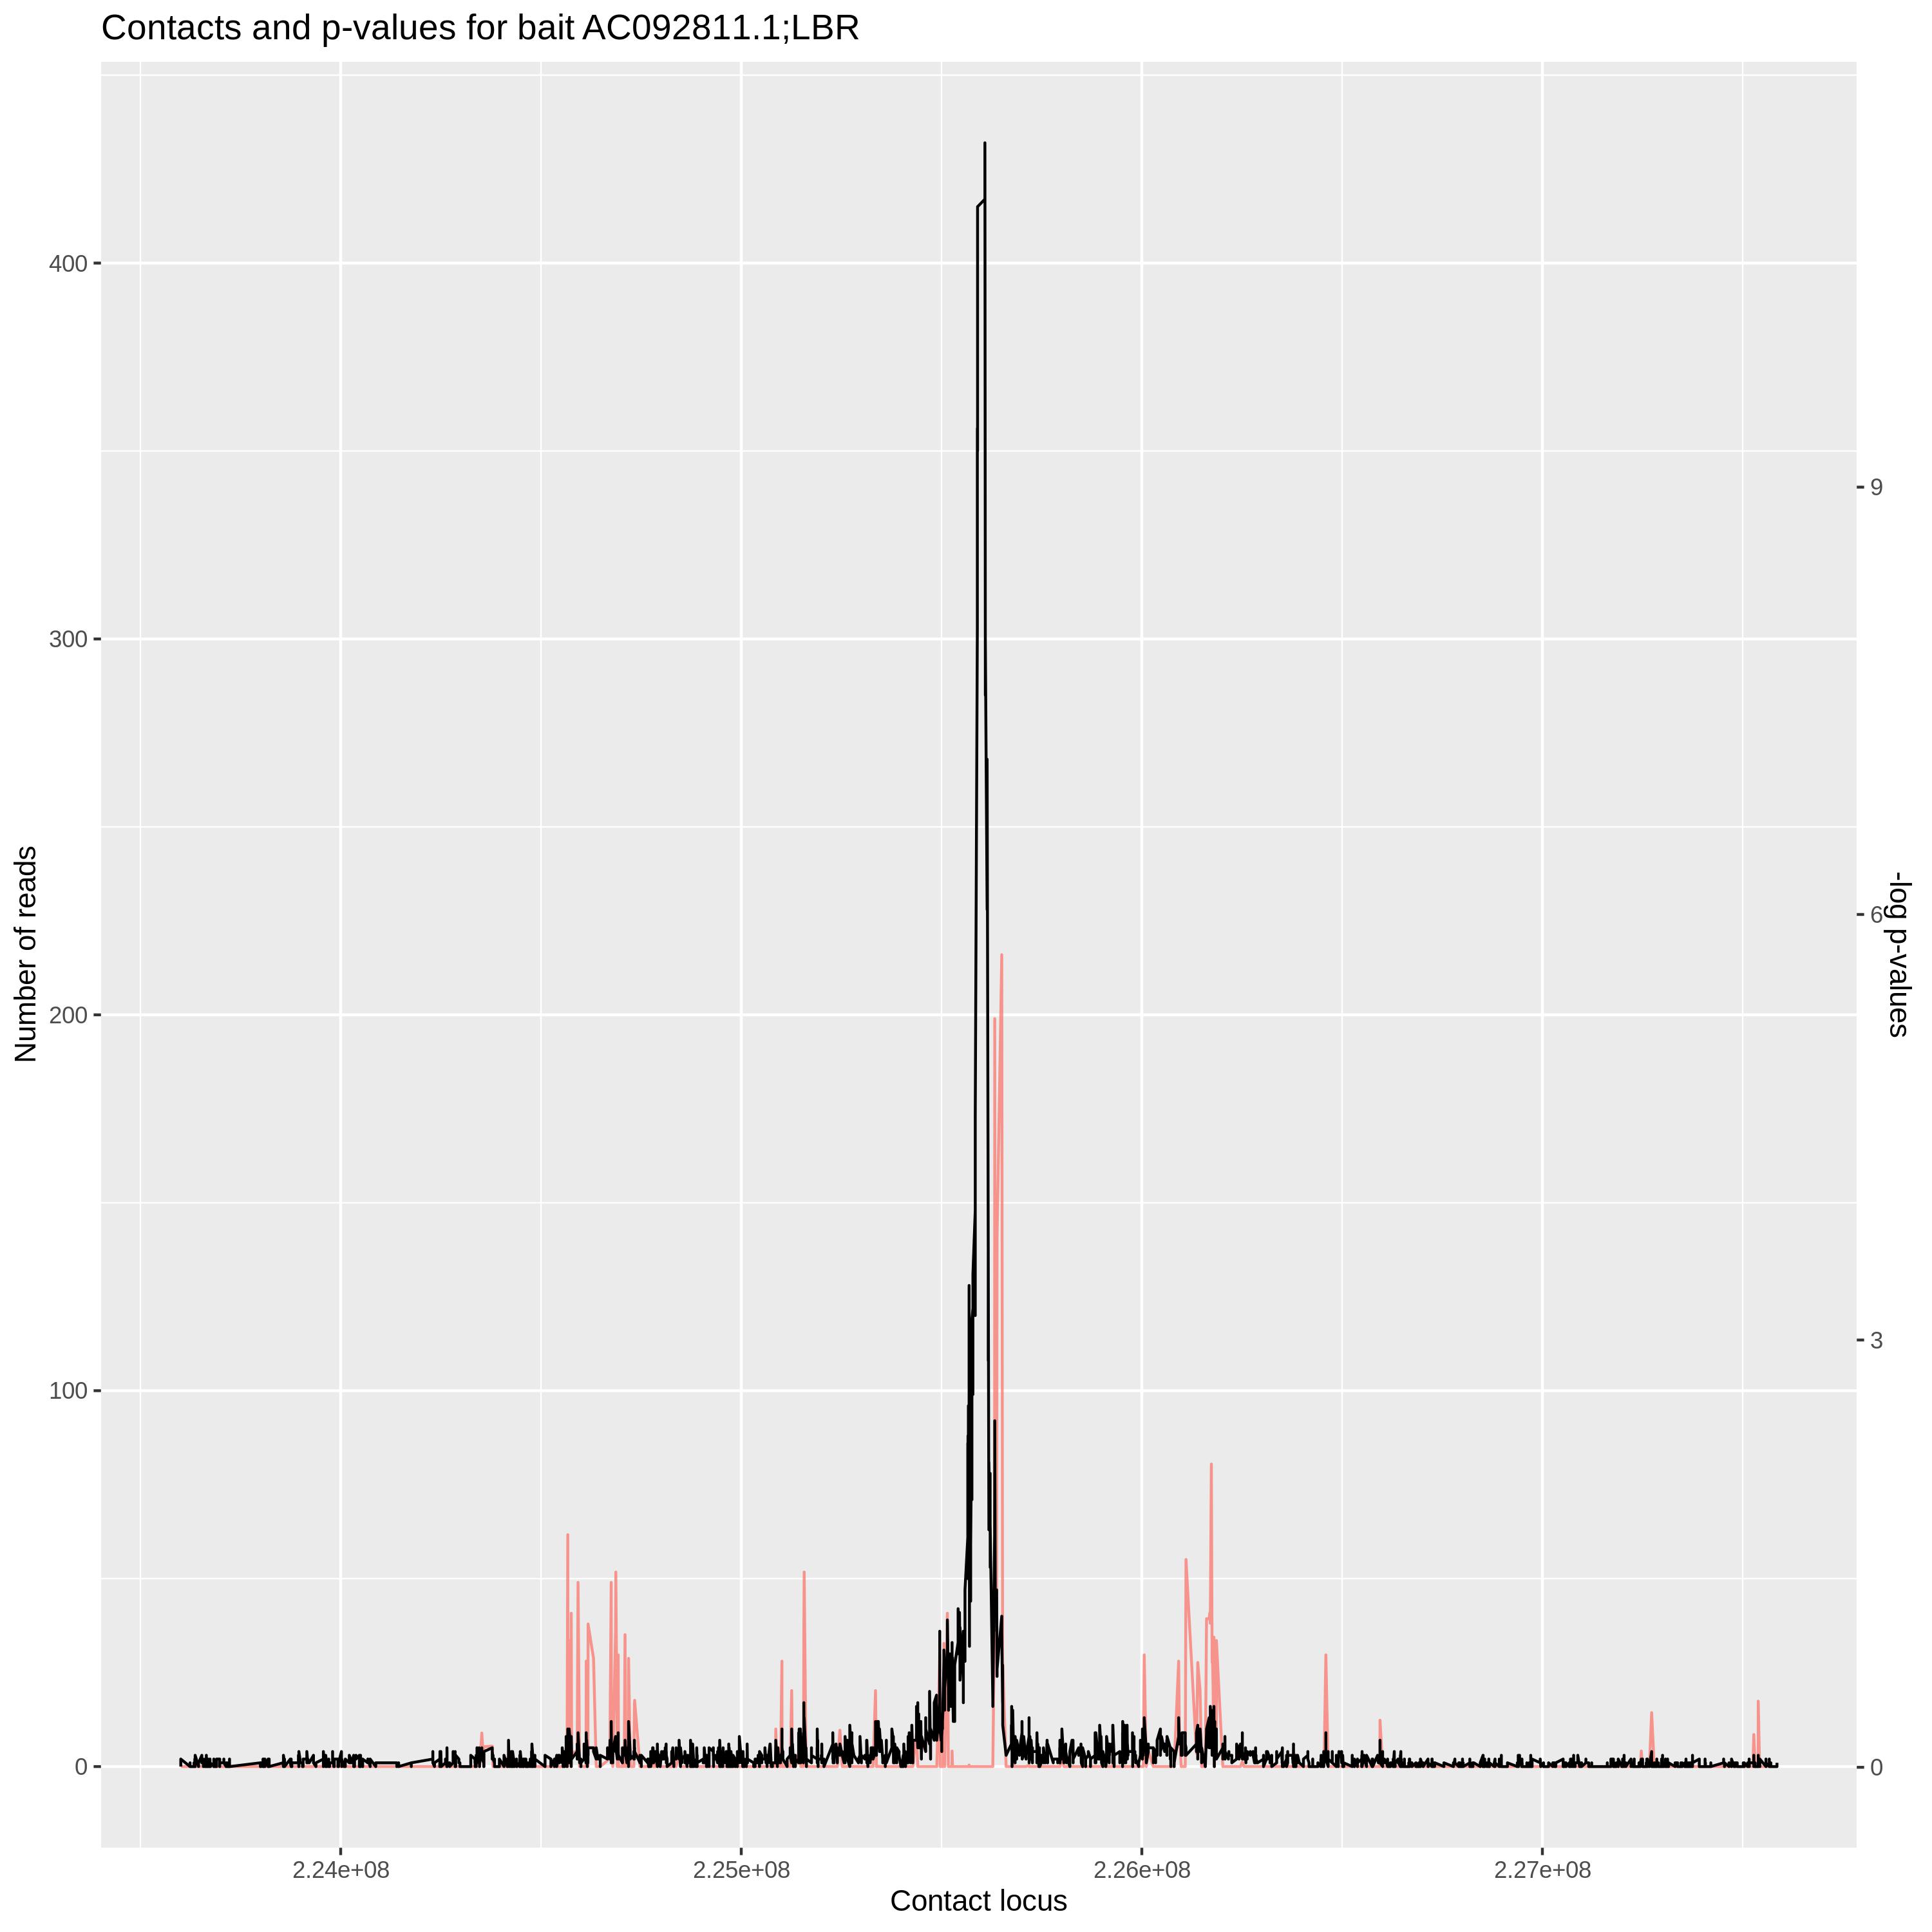 Contacts and p-values for bait AC092811.1;LBR
400
300
200
100
0
Number of reads
9
6
3
0
-log p-values
2.24e+08
2.25e+08
2.26e+08
2.27e+08
Contact locus